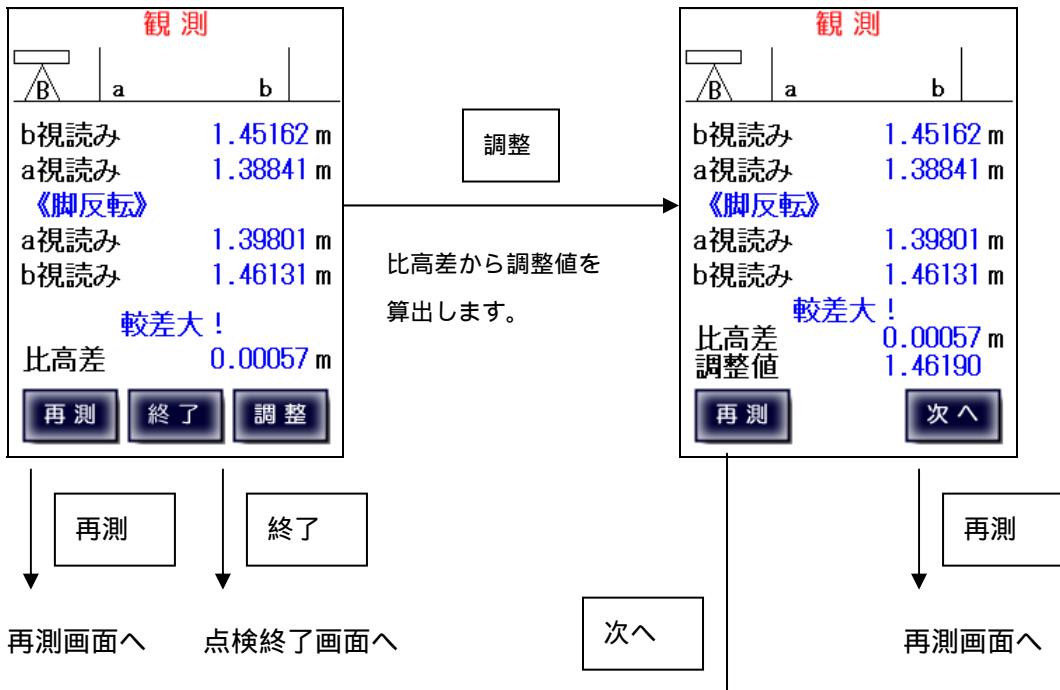 観 測
B a b
b視読み 1.45162 m
a視読み 1.38841 m
《脚反転》
a視読み 1.39801 m
b視読み 1.46131 m
較差大！
比高差 0.00057 m
再 測 終 了 調 整
調整
比高差から調整値を
算出します。
観 測
B a b
b視読み 1.45162 m
a視読み 1.38841 m
《脚反転》
a視読み 1.39801 m
b視読み 1.46131 m
較差大！
比高差 0.00057 m
調整値 1.46190
再 測 次 へ
再測
終了
再測画面へ
点検終了画面へ
次へ
再測
再測画面へ